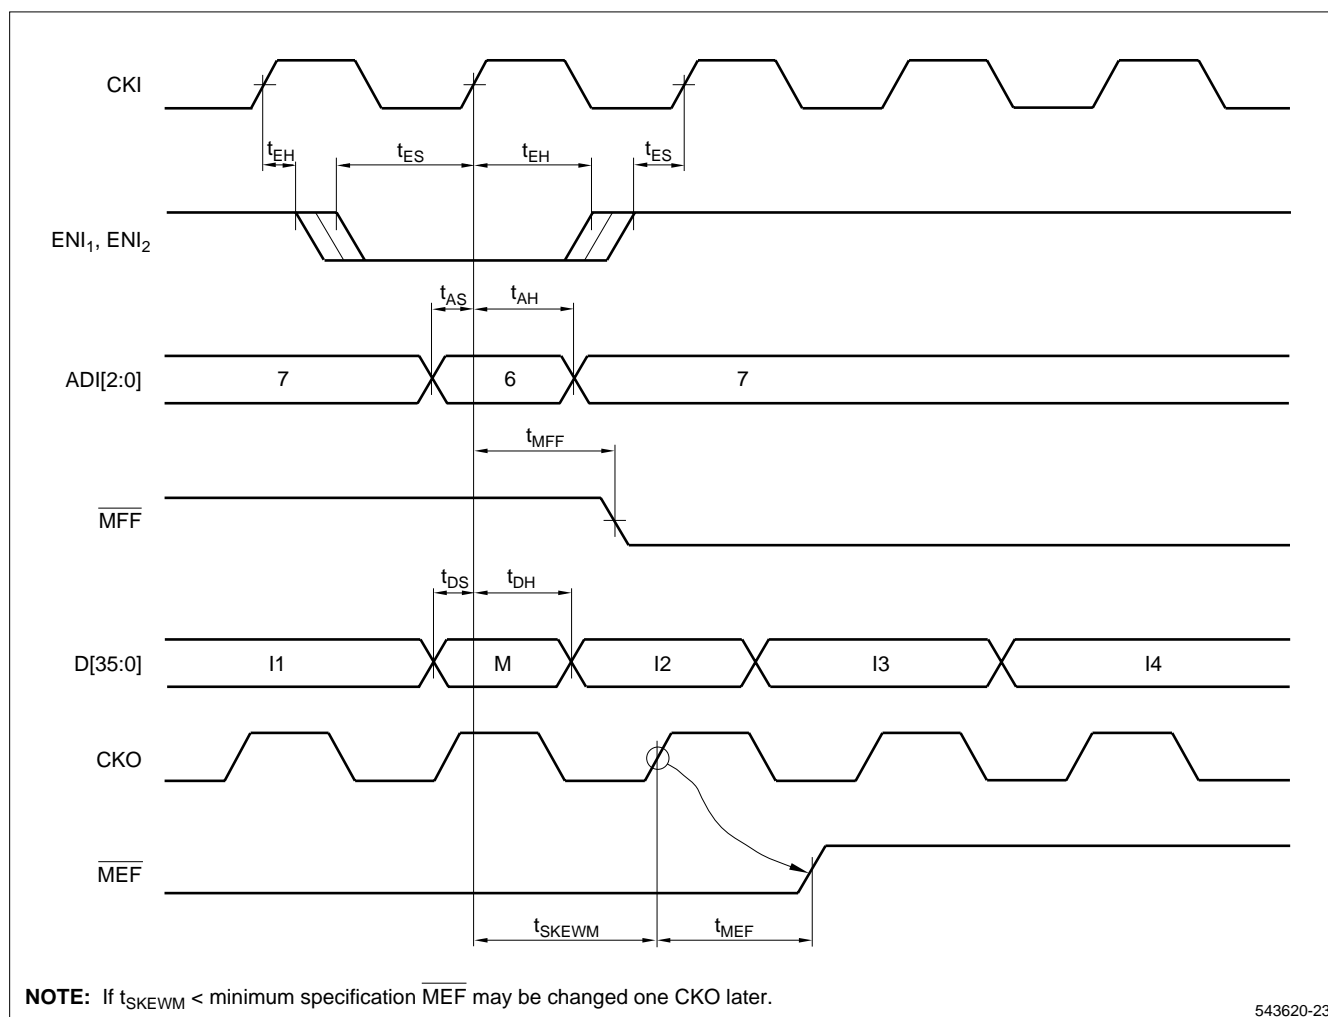 CKI
tEH tES tEH tES
ENI1, ENI2
tAS tAH
ADI[2:0] 7 6 7
tMFF
MFF
tDS tDH
D[35:0] I1 M I2 I3 I4
CKO
MEF
tSKEWM tMEF
NOTE: If tSKEWM < minimum specification MEF may be changed one CKO later.
543620-23